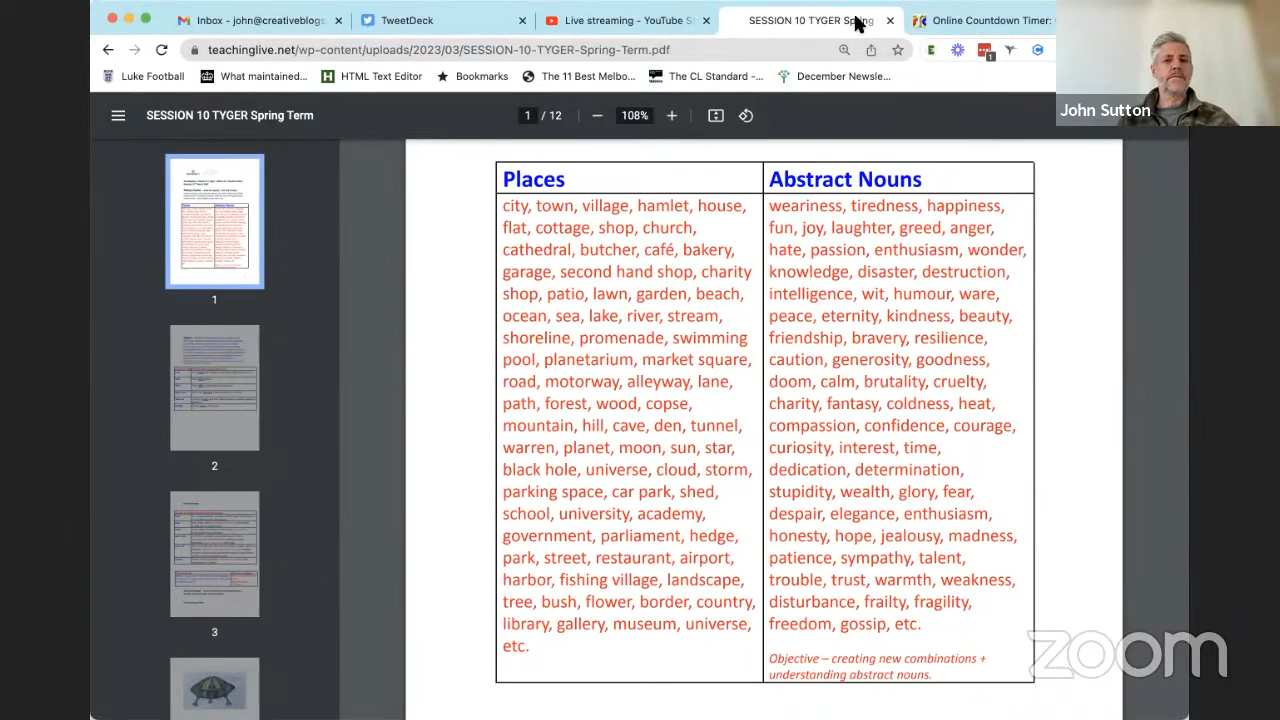 Inbox - john@creativeblogs.
TweetDeck
Live streaming - YouTube S
SESSION 10 TYGER Spring
Online Countdown Timer:
teachinglive.net/wp-content/uploads/2023/03/SESSION-10-TYGER-Spring-Term.pdf
1
Luke Football
What maintained...
HTML Text Editor
Bookmarks
The 11 Best Melbo...
The CL Standard -...
December Newsle...
John Sutton
SESSION 10 TYGER Spring Term
1 / 12
108%
1
2
3
Places
city, town, village, hamlet, house,
flat, cottage, shop, church,
cathedral, butcher, café, bakery,
garage, second hand shop, charity
shop, patio, lawn, garden, beach,
ocean, sea, lake, river, stream,
shoreline, promenade, swimming
pool, planetarium, market square,
road, motorway, alleyway, lane,
path, forest, wood, copse,
mountain, hill, cave, den, tunnel,
warren, planet, moon, sun, star,
black hole, universe, cloud, storm,
parking space, car park, shed,
school, university, academy,
government, parliament, hedge,
park, street, restaurant, airport,
harbor, fishing village, landscape,
tree, bush, flower, border, country,
library, gallery, museum, universe,
etc.
Abstract Nouns
weariness, tiredness, happiness,
fun, joy, laughter, greed, anger,
hate, passion, enthusiasm, wonder,
knowledge, disaster, destruction,
intelligence, wit, humour, ware,
peace, eternity, kindness, beauty,
friendship, bravery, resilience,
caution, generosity, goodness,
doom, calm, brutality, cruelty,
charity, fantasy, coldness, heat,
compassion, confidence, courage,
curiosity, interest, time,
dedication, determination,
stupidity, wealth, glory, fear,
despair, elegance, enthusiasm,
honesty, hope, jealousy, madness,
patience, sympathy, talent,
trouble, trust, warmth, weakness,
disturbance, frailty, fragility,
freedom, gossip, etc.
Objective – creating new combinations +
understanding abstract nouns.
zoom